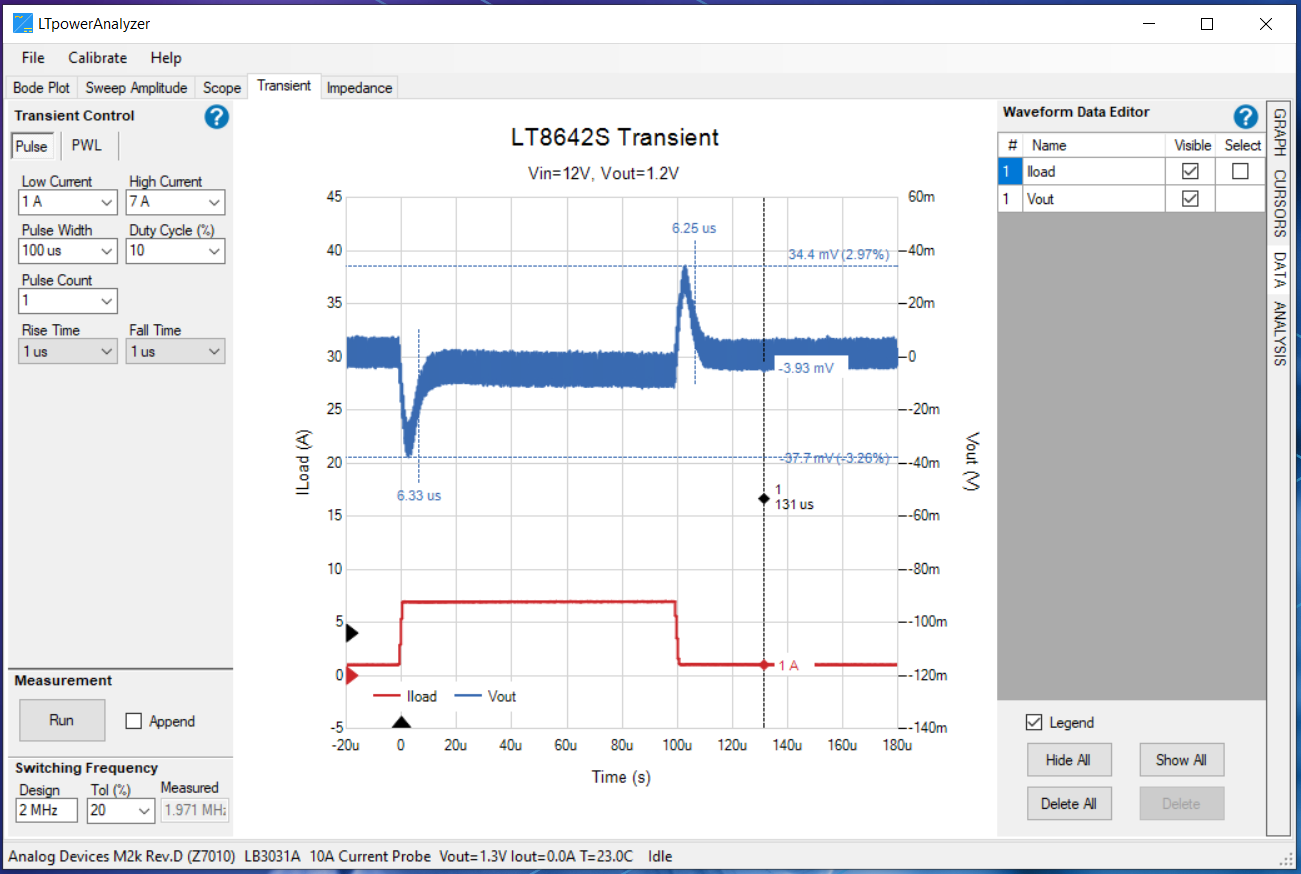 LTpowerAnalyzer
File Calibrate Help
Bode Plot Sweep Amplitude Scope Transient Impedance
Transient Control
Pulse PWL
Low Current High Current
1 A 7 A
Pulse Width Duty Cycle (%)
100 us 10
Pulse Count
1
Rise Time Fall Time
1 us 1 us
Measurement
Run Append
Switching Frequency
Design Tol (%) Measured
2 MHz 20 1.971 MHz
LT8642S Transient
Vin=12V, Vout=1.2V
45
40
35
30
25
20
15
10
5
0
-5
ILoad (A)
6.25 us
34.4 mV (2.97%)
-3.93 mV
-37.7 mV (-3.26%)
6.33 us
1
131 us
1 A
Iload Vout
60m
40m
20m
0
-20m
-40m
-60m
-80m
-100m
-120m
-140m
Vout (V)
-20u 0 20u 40u 60u 80u 100u 120u 140u 160u 180u
Time (s)
Waveform Data Editor
# Name Visible Select
1 Iload
1 Vout
Legend
Hide All Show All
Delete All Delete
GRAPH
CURSORS
DATA
ANALYSIS
Analog Devices M2k Rev.D (Z7010) LB3031A 10A Current Probe Vout=1.3V Iout=0.0A T=23.0C Idle